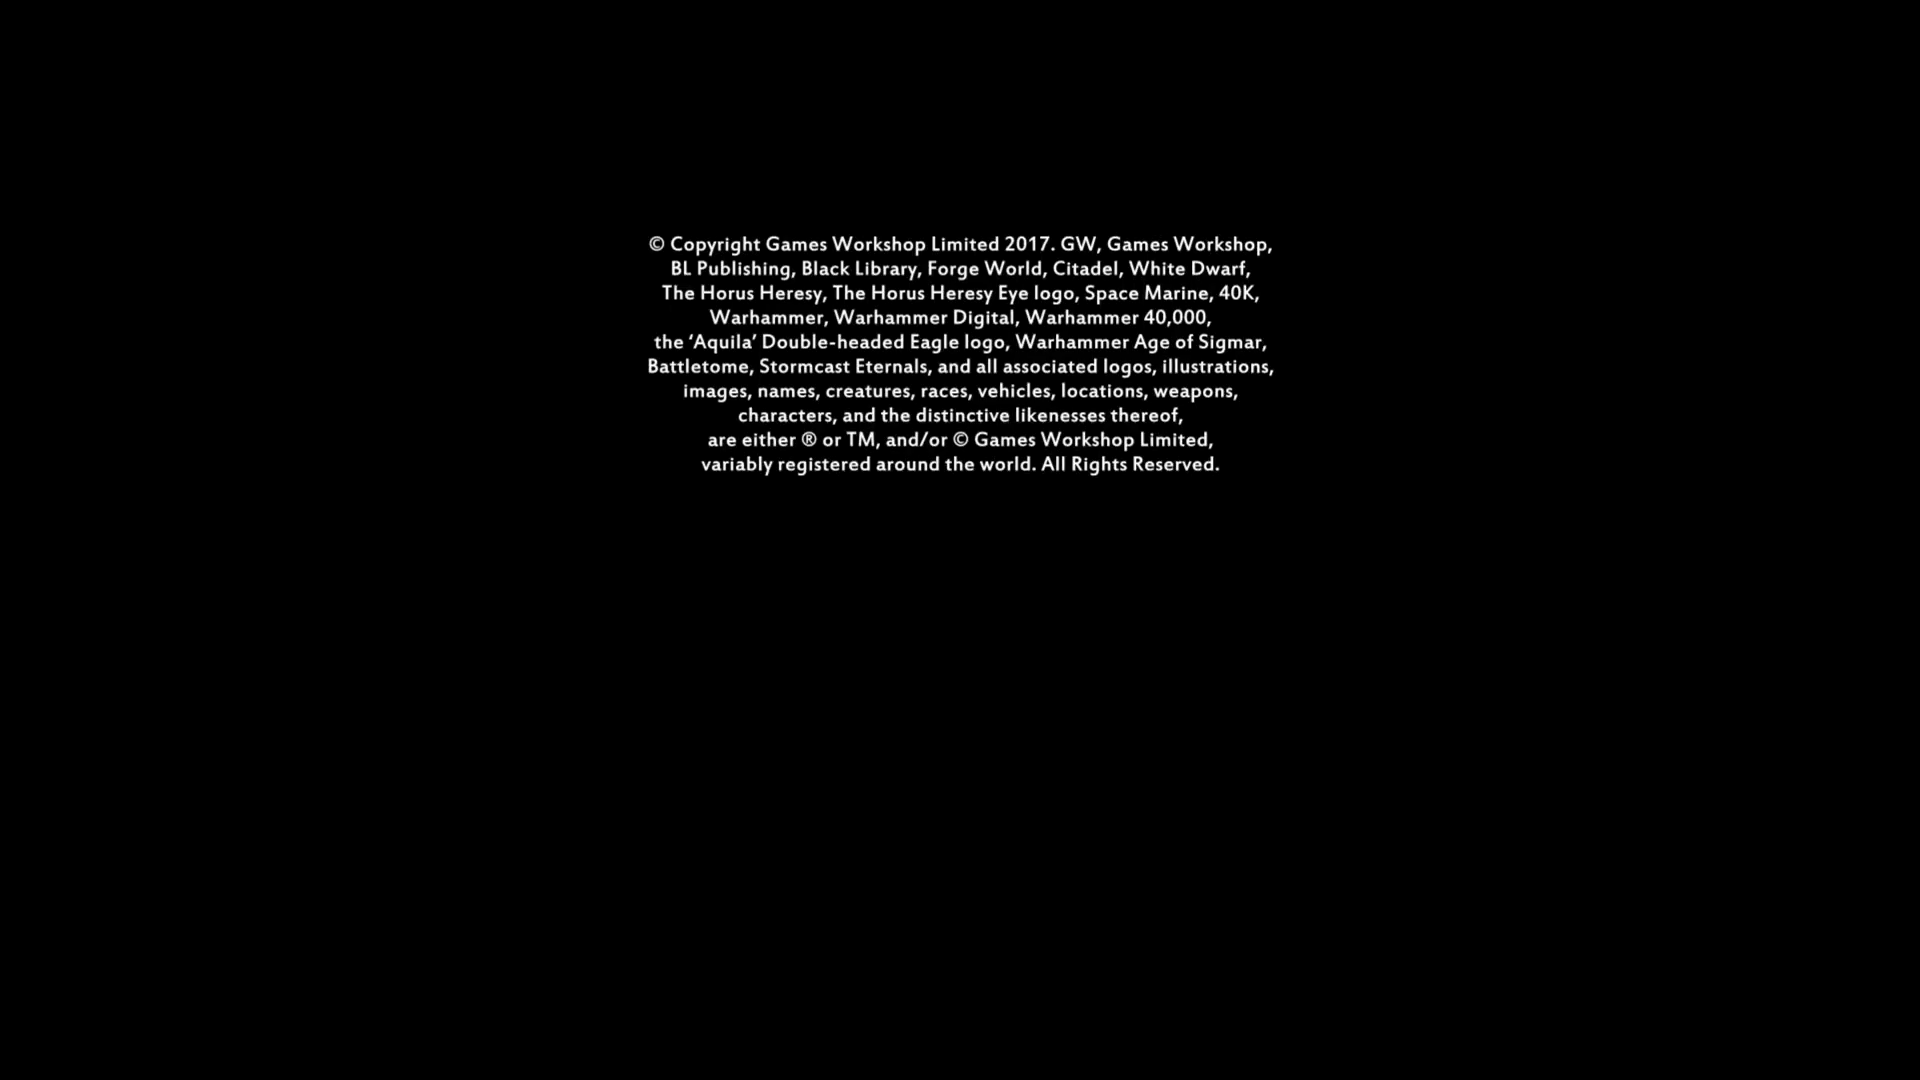 © Copyright Games Workshop Limited 2017. GW, Games Workshop,
BL Publishing, Black Library, Forge World, Citadel, White Dwarf,
The Horus Heresy, The Horus Heresy Eye logo, Space Marine, 40K,
Warhammer, Warhammer Digital, Warhammer 40,000,
the ‘Aquila’ Double-headed Eagle logo, Warhammer Age of Sigmar,
Battletome, Stormcast Eternals, and all associated logos, illustrations,
images, names, creatures, races, vehicles, locations, weapons,
characters, and the distinctive likenesses thereof,
are either ® or TM, and/or © Games Workshop Limited,
variably registered around the world. All Rights Reserved.